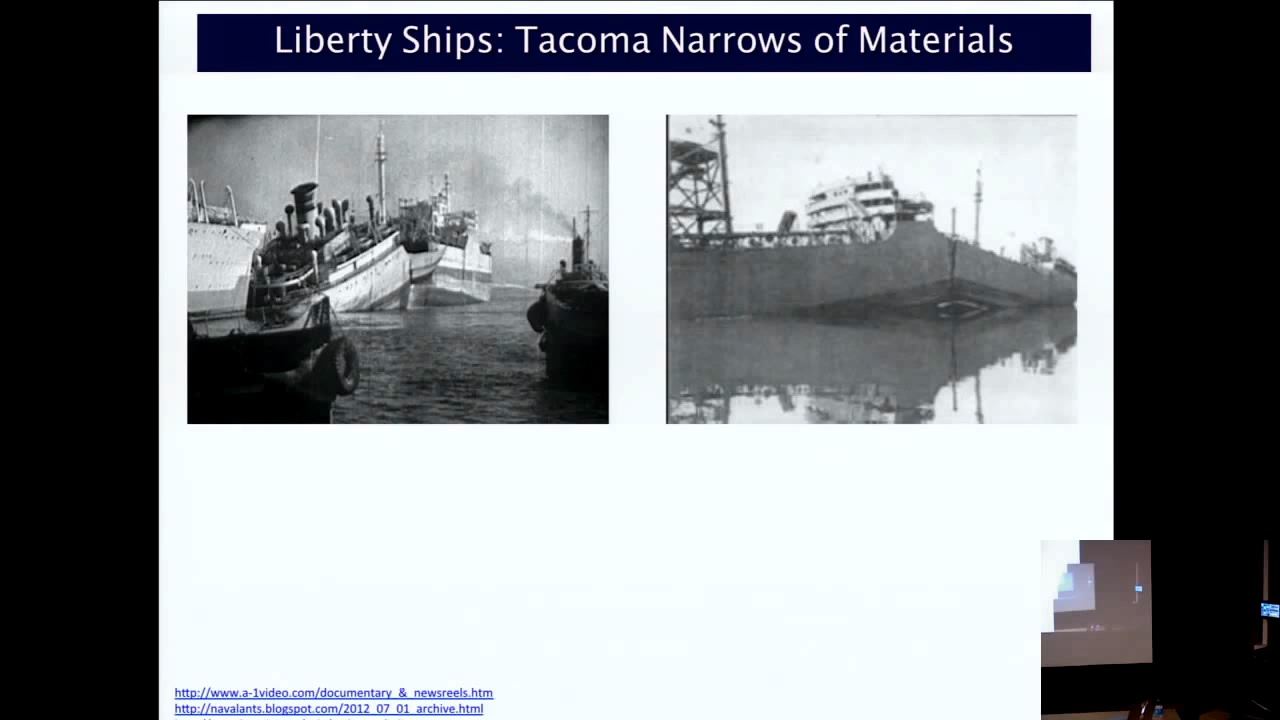 Liberty Ships: Tacoma Narrows of Materials
http://www.a-1video.com/documentary_&_newsreels.htm
http://navalants.blogspot.com/2012_07_01_archive.html